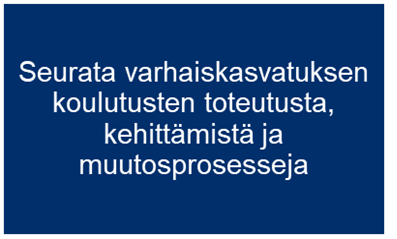 Seurata varhaiskasvatuksen
koulutusten toteutusta,
kehittämistä ja
muutosprosesseja